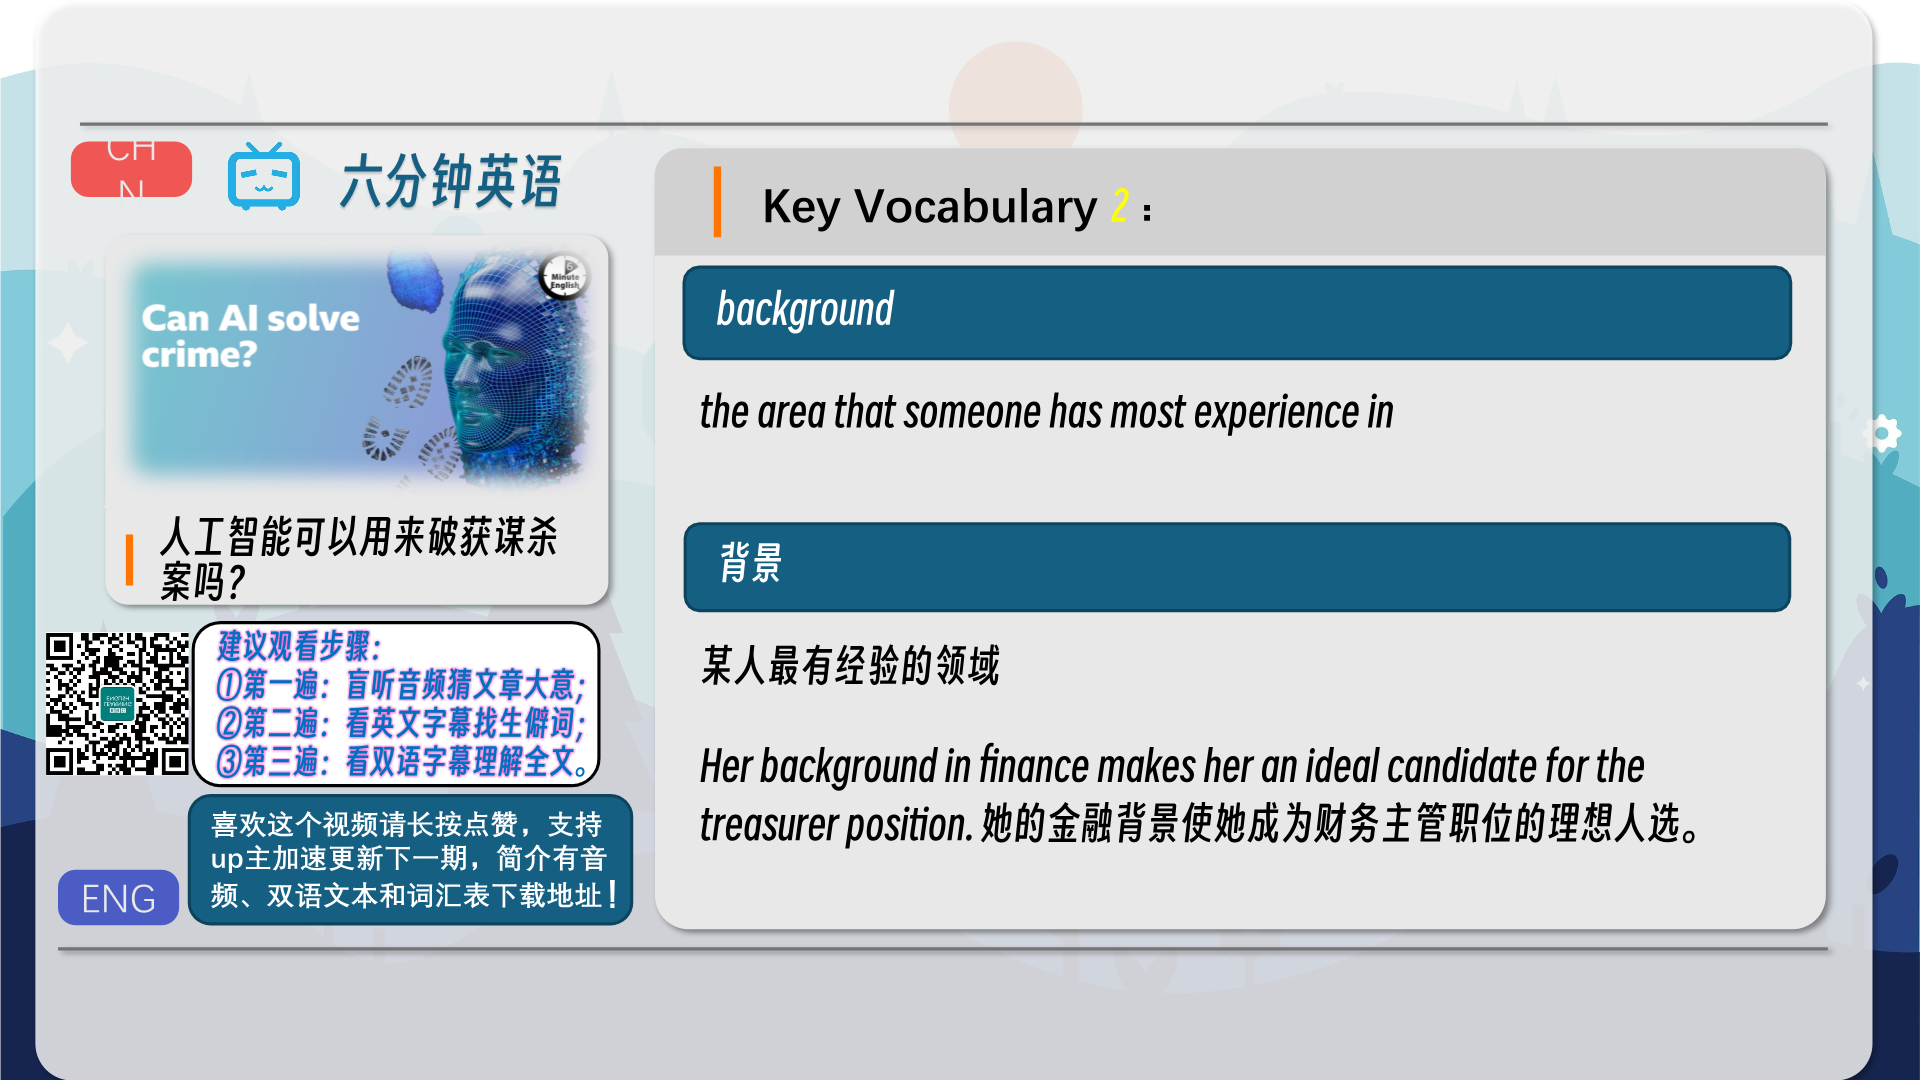 CH
N
六分钟英语
Can AI solve
crime?
6
Minute
English
人工智能可以用来破获谋杀
案吗?
建议观看步骤:
①第一遍:盲听音频猜文章大意;
②第二遍:看英文字幕找生僻词;
③第三遍:看双语字幕理解全文。
喜欢这个视频请长按点赞，支持
up主加速更新下一期，简介有音
频、双语文本和词汇表下载地址！
ENG
Key Vocabulary 2：
background
the area that someone has most experience in
背景
某人最有经验的领域
Her background in finance makes her an ideal candidate for the
treasurer position. 她的金融背景使她成为财务主管职位的理想人选。